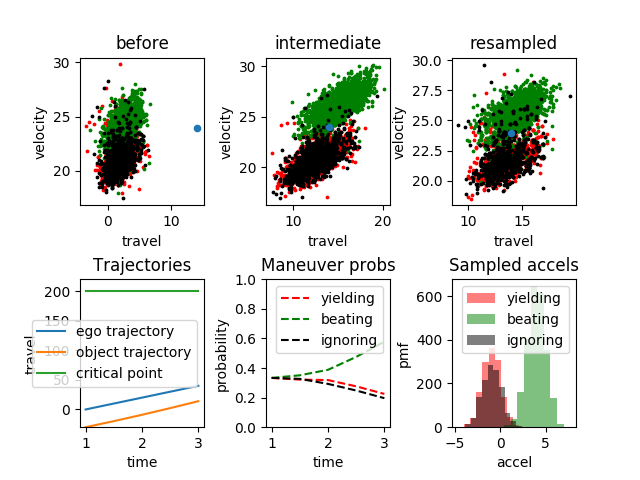 before
intermediate
resampled
30
25
20
velocity
0
10
travel
30
25
20
velocity
10
20
travel
30.0
27.5
25.0
22.5
20.0
velocity
10
15
travel
Trajectories
Maneuver probs
Sampled accels
200
150
50
0
travel
ego trajectory
object trajectory
critical point
1
2
3
time
1.0
0.8
0.6
0.4
0.2
0.0
probability
yielding
beating
ignoring
1
2
3
time
600
400
200
0
pmf
yielding
beating
ignoring
−5
0
5
accel